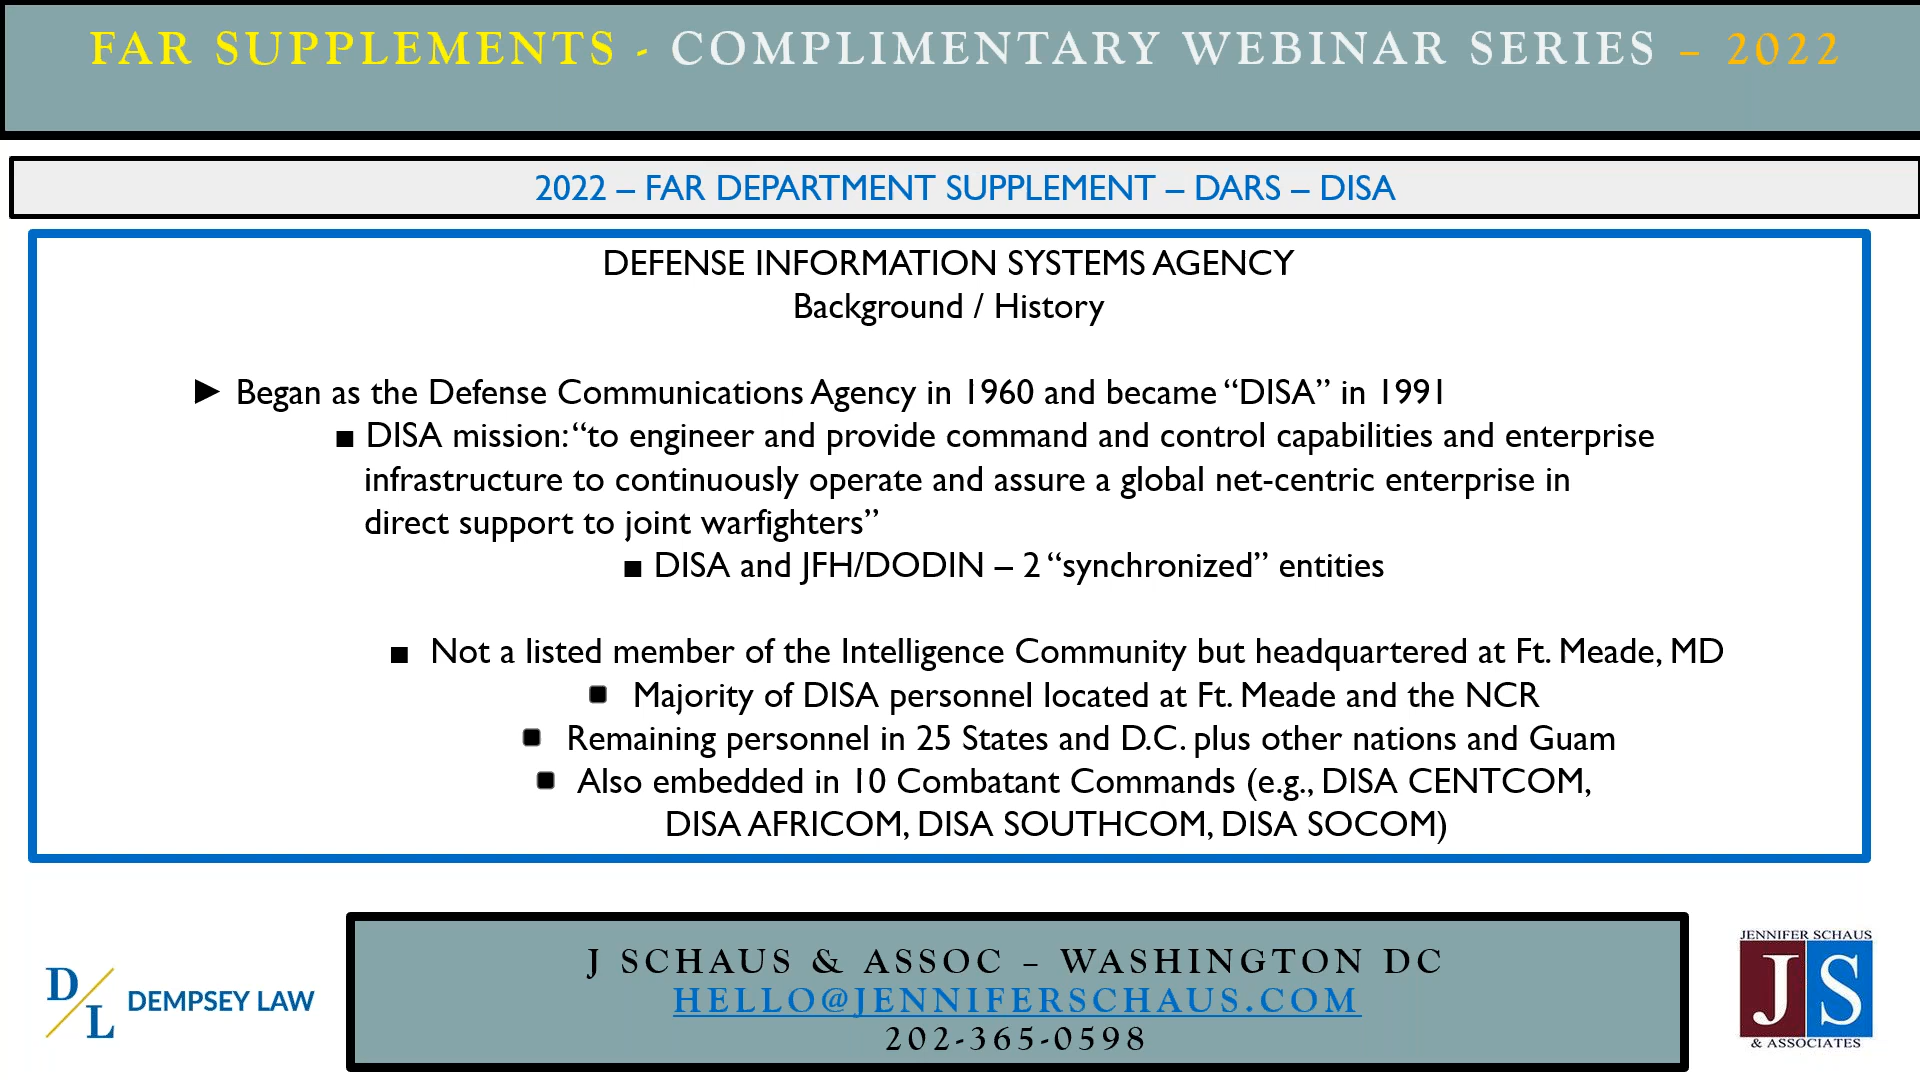 FAR SUPPLEMENTS - COMPLIMENTARY WEBINAR SERIES – 2022
2022 – FAR DEPARTMENT SUPPLEMENT – DARS – DISA
DEFENSE INFORMATION SYSTEMS AGENCY
Background / History
► Began as the Defense Communications Agency in 1960 and became “DISA” in 1991
■ DISA mission: “to engineer and provide command and control capabilities and enterprise
infrastructure to continuously operate and assure a global net-centric enterprise in
direct support to joint warfighters”
■ DISA and JFH/DODIN – 2 “synchronized” entities
■ Not a listed member of the Intelligence Community but headquartered at Ft. Meade, MD
■ Majority of DISA personnel located at Ft. Meade and the NCR
■ Remaining personnel in 25 States and D.C. plus other nations and Guam
■ Also embedded in 10 Combatant Commands (e.g., DISA CENTCOM,
DISA AFRICOM, DISA SOUTHCOM, DISA SOCOM)
D L DEMPSEY LAW
J SCHAUS & ASSOC – WASHINGTON DC
HELLO@JENNIFERSCHAUS.COM
202-365-0598
JENNIFER SCHAUS
JS
& ASSOCIATES